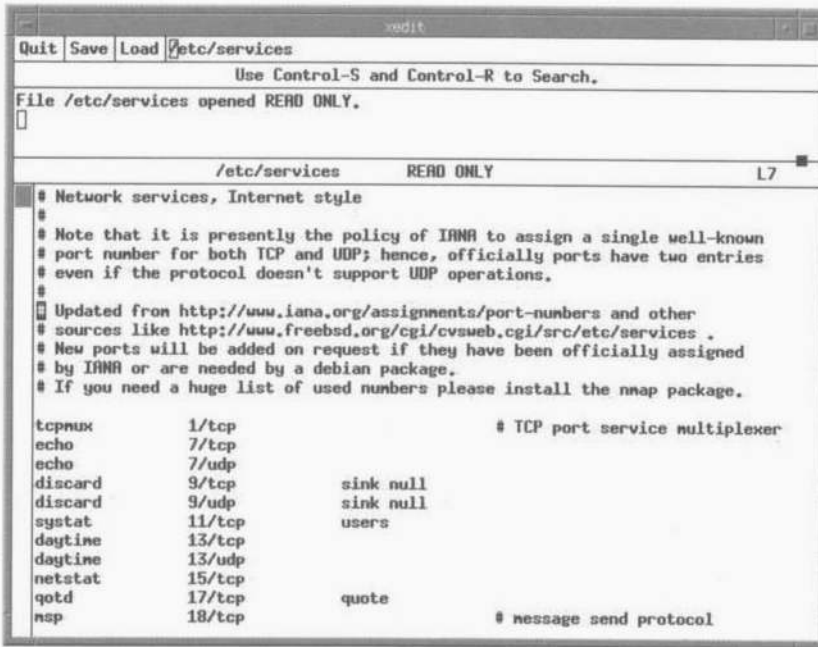 xedit
Quit Save Load /etc/services
Use Control-S and Control-R to Search.
File /etc/services opened READ ONLY.
/etc/services READ ONLY L7
# Network services, Internet style
#
# Note that it is presently the policy of IANA to assign a single well-known
# port number for both TCP and UDP; hence, officially ports have two entries
# even if the protocol doesn't support UDP operations.
#
# Updated from http://www.iana.org/assignments/port-numbers and other
# sources like http://www.freebsd.org/cgi/cvsweb.cgi/src/etc/services .
# New ports will be added on request if they have been officially assigned
# by IANA or are needed by a debian package.
# If you need a huge list of used numbers please install the nmap package.
tcpmux 1/tcp # TCP port service multiplexer
echo 7/tcp
echo 7/udp
discard 9/tcp sink null
discard 9/udp sink null
systat 11/tcp users
daytime 13/tcp
daytime 13/udp
netstat 15/tcp
qotd 17/tcp quote
msp 18/tcp # message send protocol